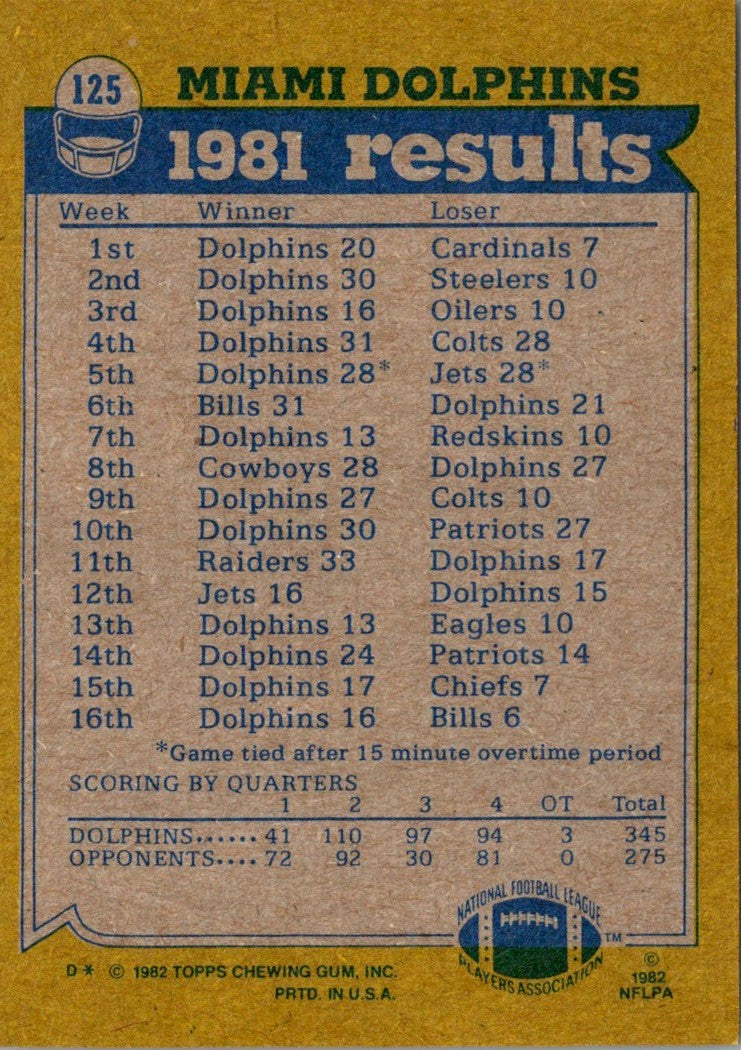 125
MIAMI DOLPHINS
1981 results
Week Winner Loser
1st Dolphins 20 Cardinals 7
2nd Dolphins 30 Steelers 10
3rd Dolphins 16 Oilers 10
4th Dolphins 31 Colts 28
5th Dolphins 28* Jets 28*
6th Bills 31 Dolphins 21
7th Dolphins 13 Redskins 10
8th Cowboys 28 Dolphins 27
9th Dolphins 27 Colts 10
10th Dolphins 30 Patriots 27
11th Raiders 33 Dolphins 17
12th Jets 16 Dolphins 15
13th Dolphins 13 Eagles 10
14th Dolphins 24 Patriots 14
15th Dolphins 17 Chiefs 7
16th Dolphins 16 Bills 6
*Game tied after 15 minute overtime period
SCORING BY QUARTERS
1 2 3 4 OT Total
DOLPHINS...... 41 110 97 94 3 345
OPPONENTS.... 72 92 30 81 0 275
NATIONAL FOOTBALL LEAGUE
PLAYERS ASSOCIATION
TM
D * © 1982 TOPPS CHEWING GUM, INC.
PRTD. IN U.S.A.
©
1982
NFLPA